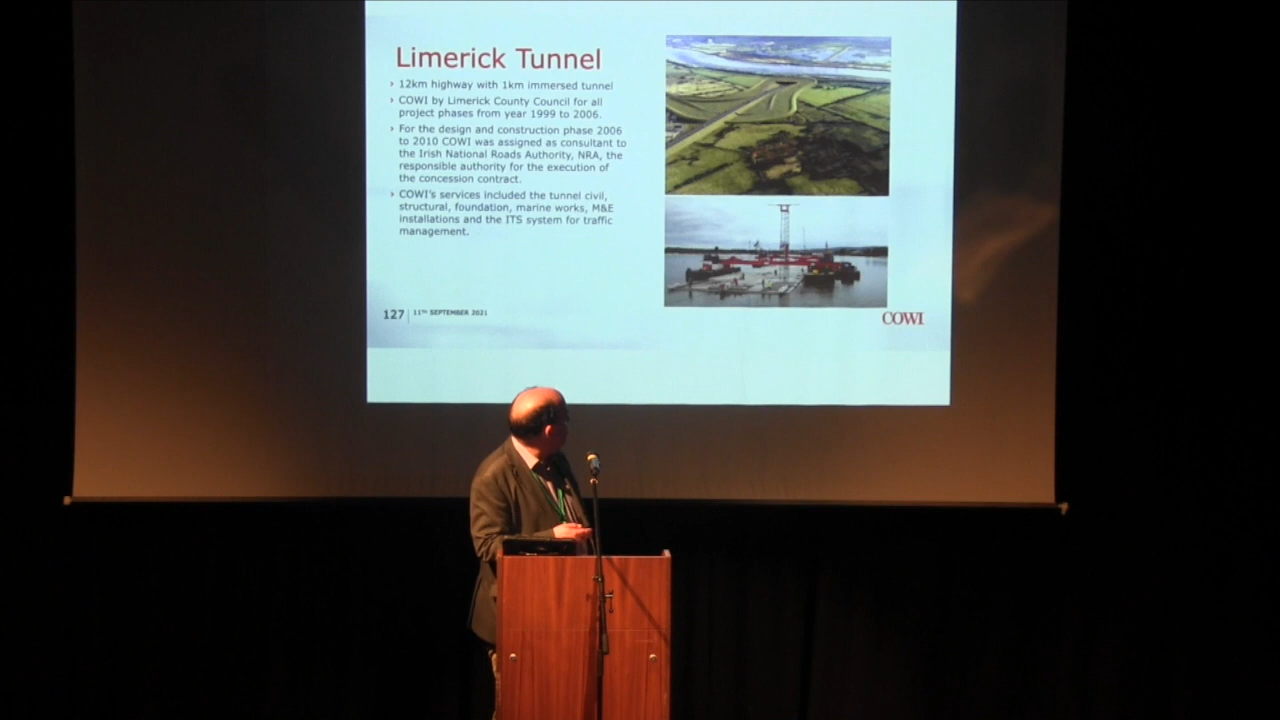 Limerick Tunnel
› 12km highway with 1km immersed tunnel
› COWI by Limerick County Council for all
project phases from year 1999 to 2006.
› For the design and construction phase 2006
to 2010 COWI was assigned as consultant to
the Irish National Roads Authority, NRA, the
responsible authority for the execution of
the concession contract.
› COWI's services included the tunnel civil,
structural, foundation, marine works, M&E
installations and the ITS system for traffic
management.
127 | 11TH SEPTEMBER 2021
COWI